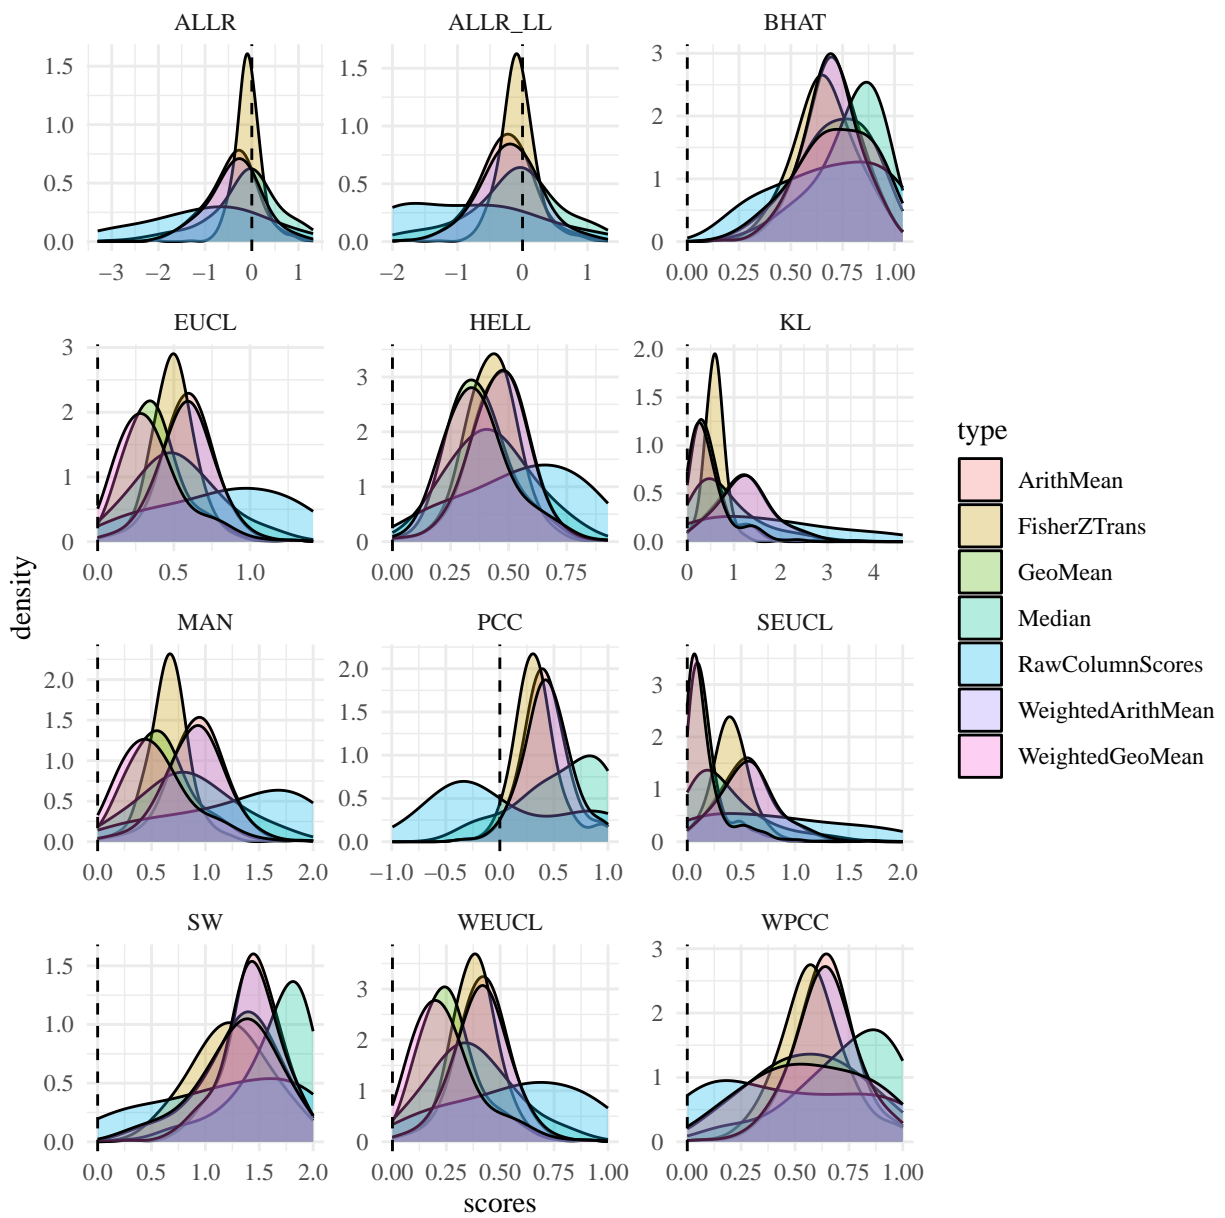 ALLR ALLR_LL BHAT
1.5
1.0
0.5
0.0
−3 −2 −1 0 1
1.5
1.0
0.5
0.0
−2 −1 0 1
3
2
1
0
0.00 0.25 0.50 0.75 1.00
EUCL HELL KL
3
2
1
0
0.0 0.5 1.0
3
2
1
0
0.00 0.25 0.50 0.75
2.0
1.5
1.0
0.5
0.0
0 1 2 3 4
MAN PCC SEUCL
2.0
1.5
1.0
0.5
0.0
0.0 0.5 1.0 1.5 2.0
2.0
1.5
1.0
0.5
0.0
−1.0 −0.5 0.0 0.5 1.0
3
2
1
0
0.0 0.5 1.0 1.5 2.0
SW WEUCL WPCC
1.5
1.0
0.5
0.0
0.0 0.5 1.0 1.5 2.0
3
2
1
0
0.00 0.25 0.50 0.75 1.00
3
2
1
0
0.00 0.25 0.50 0.75 1.00
density
scores
type
ArithMean
FisherZTrans
GeoMean
Median
RawColumnScores
WeightedArithMean
WeightedGeoMean